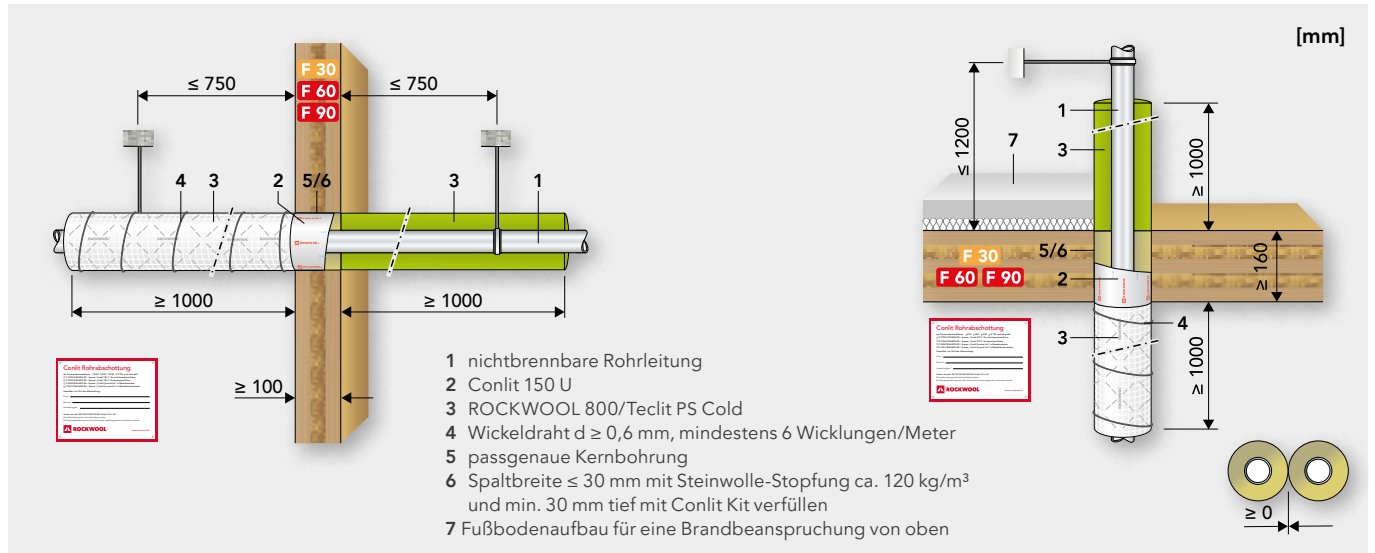 [mm]
F 30
F 60
F 90
≤ 750
≤ 750
4
3
2
5/6
3
1
≥ 1000
≥ 1000
≥ 100
Conlit Rohrabschottung
ROCKWOOL
1
7
3
≤ 1200
≥ 1000
5/6
F 30
F 60 F 90
2
≥ 160
4
3
≥ 1000
Conlit Rohrabschottung
ROCKWOOL
1 nichtbrennbare Rohrleitung
2 Conlit 150 U
3 ROCKWOOL 800/Teclit PS Cold
4 Wickeldraht d ≥ 0,6 mm, mindestens 6 Wicklungen/Meter
5 passgenaue Kernbohrung
6 Spaltbreite ≤ 30 mm mit Steinwolle-Stopfung ca. 120 kg/m³
und min. 30 mm tief mit Conlit Kit verfüllen
7 Fußbodenaufbau für eine Brandbeanspruchung von oben
≥ 0